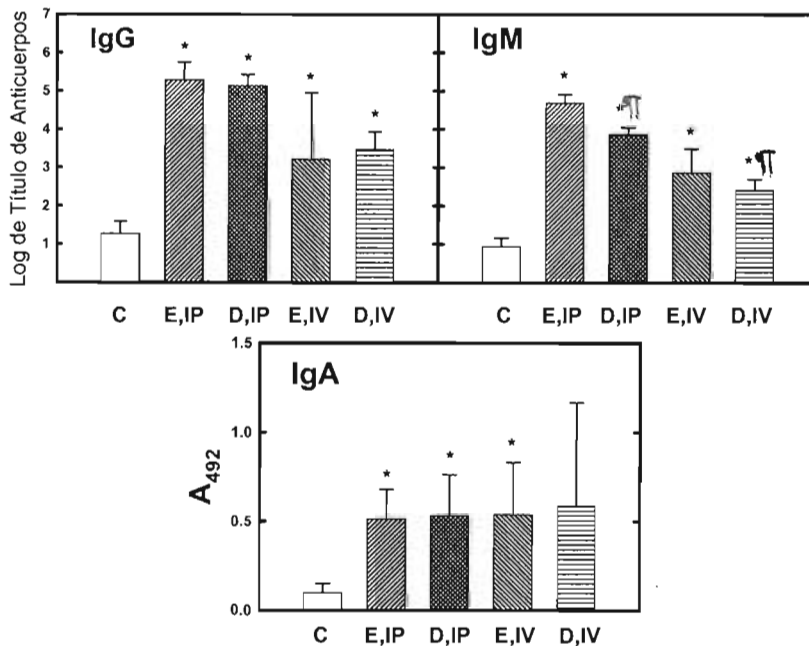 7
6
5
4
3
2
1
Log de Título de Anticuerpos
IgG
* * * *
C E,IP D,IP E,IV D,IV
IgM
* *¶ * *¶
C E,IP D,IP E,IV D,IV
1.5
1.0
0.5
0.0
A492
IgA
* * *
C E,IP D,IP E,IV D,IV